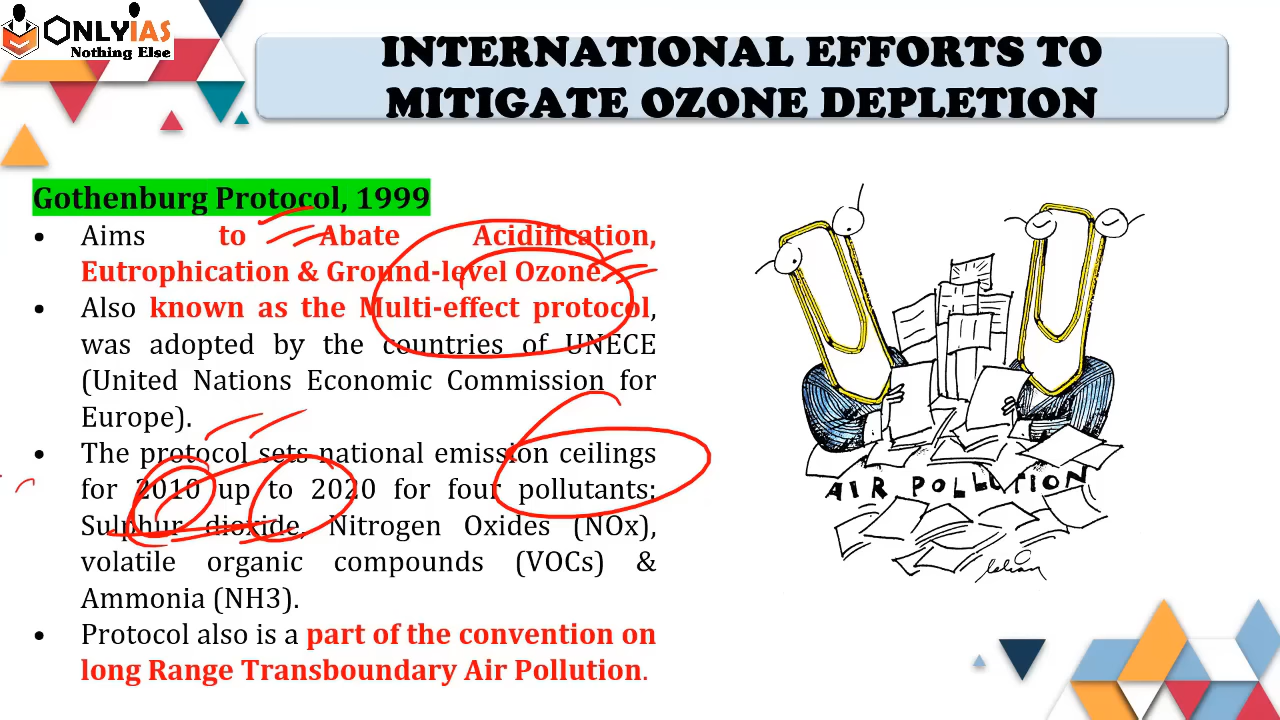 ONLYIAS
Nothing Else
INTERNATIONAL EFFORTS TO
MITIGATE OZONE DEPLETION
Gothenburg Protocol, 1999
• Aims to Abate Acidification,
Eutrophication & Ground-level Ozone.
• Also known as the Multi-effect protocol,
was adopted by the countries of UNECE
(United Nations Economic Commission for
Europe).
• The protocol sets national emission ceilings
for 2010 up to 2020 for four pollutants:
Sulphur dioxide, Nitrogen Oxides (NOx),
volatile organic compounds (VOCs) &
Ammonia (NH3).
• Protocol also is a part of the convention on
long Range Transboundary Air Pollution.
AIR POLLUTION